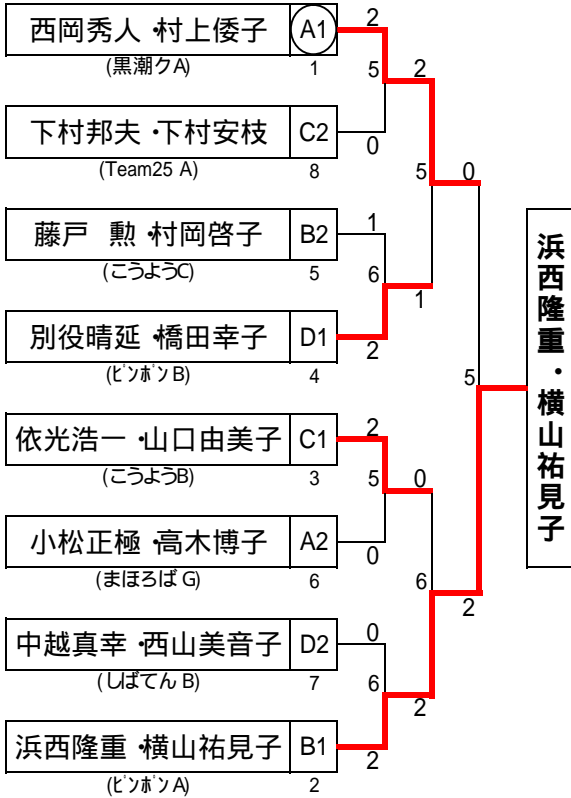 西岡秀人・村上倭子 A1 2
(黒潮クA) 1 5 2
下村邦夫・下村安枝 C2 0
(Team25 A) 8 5 0
藤戸 勲・村岡啓子 B2 1
(こうようC) 5 6 1
別役晴延・橋田幸子 D1 2
(ピンポンB) 4 5
依光浩一・山口由美子 C1 2
(こうようB) 3 5 0
小松正極・高木博子 A2 0
(まほろばG) 6 6 2
中越真幸・西山美音子 D2 0
(しばてんB) 7 6 2
浜西隆重・横山祐見子 B1 2
(ピンポンA) 2
浜西隆重・横山祐見子